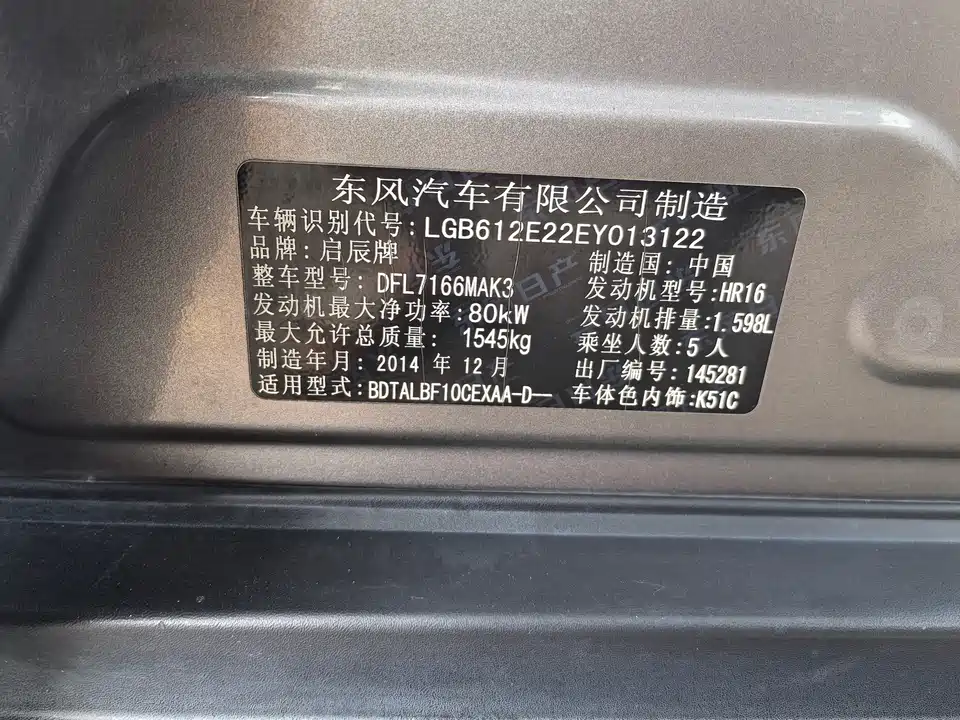 东风汽车有限公司制造
车辆识别代号: LGB612E22EY013122
品牌: 启辰牌 制造国: 中国
整车型号: DFL7166MAK3 发动机型号: HR16
发动机最大净功率: 80kW 发动机排量: 1.598L
最大允许总质量: 1545kg 乘坐人数: 5 人
制造年月: 2014 年 12 月 出厂编号: 145281
适用型式: BDTALBF10CEXAA-D-- 车体色内饰: K51C